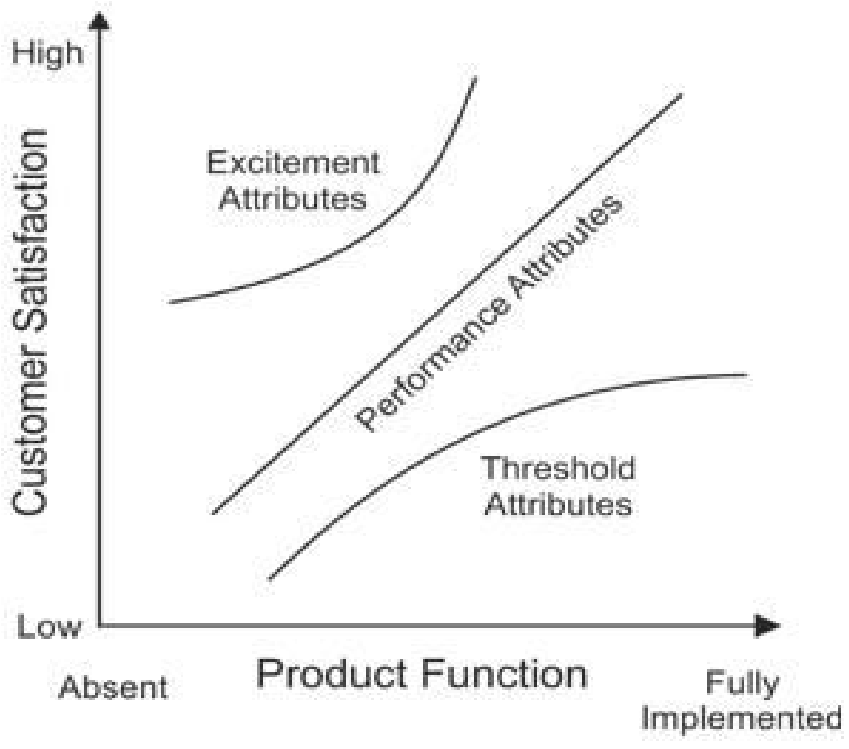 High
Customer Satisfaction
Excitement
Attributes
Performance Attributes
Threshold
Attributes
Low
Absent
Product Function
Fully
Implemented